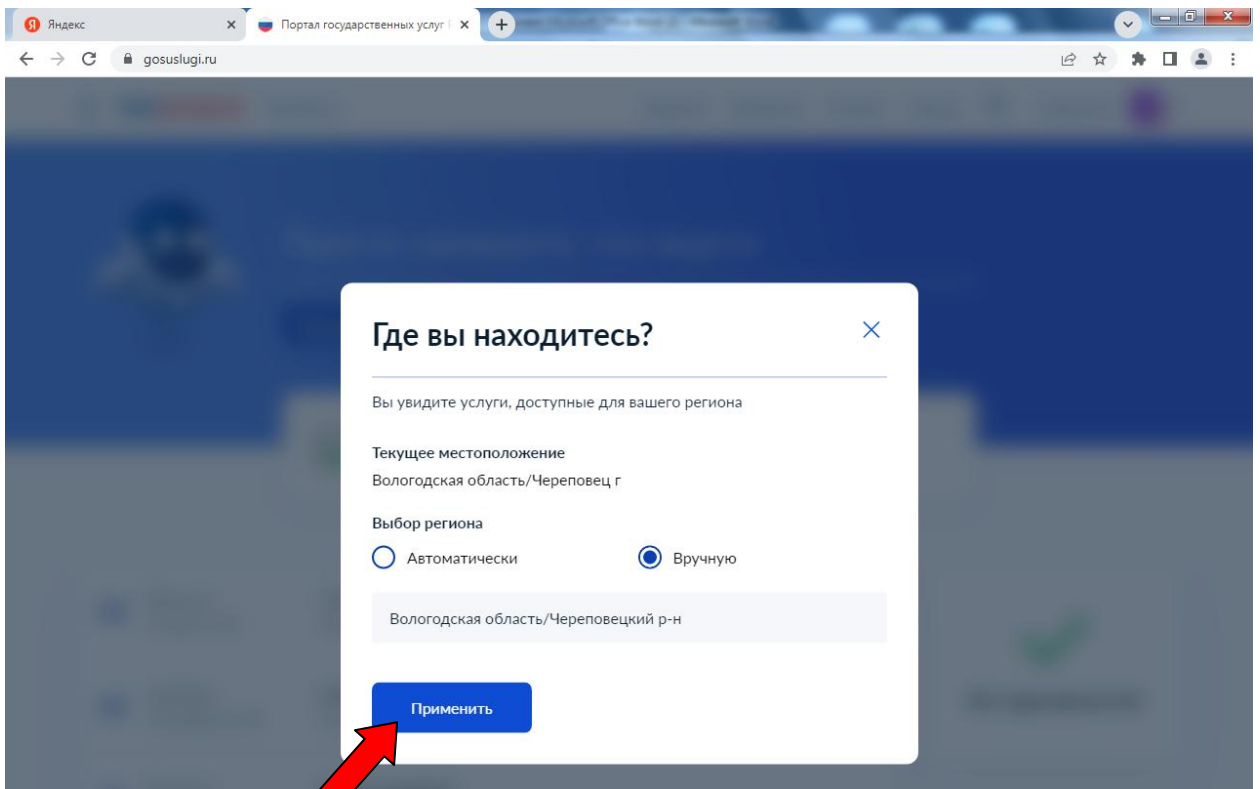 Яндекс
Портал государственных услуг
gosuslugi.ru
Где вы находитесь?
Вы увидите услуги, доступные для вашего региона
Текущее местоположение
Вологодская область/Череповец г
Выбор региона
Автоматически Вручную
Вологодская область/Череповецкий р-н
Применить